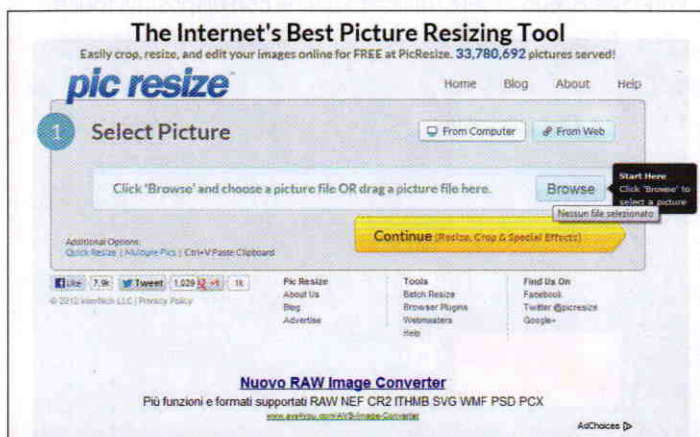 The Internet's Best Picture Resizing Tool
Easily crop, resize, and edit your images online for FREE at PicResize. 33,780,692 pictures served!
pic resize
Home Blog About Help
1 Select Picture
From Computer
From Web
Click 'Browse' and choose a picture file OR drag a picture file here.
Browse
Start Here
Click 'Browse' to
select a picture
Nessun file selezionato
Continue (Resize, Crop & Special Effects)
Additional Options:
Quick Resize | Multiple Pics | Ctrl+V Paste Clipboard
Like 7,9k Tweet 1,029 +1 1k
© 2012 LLC | Privacy Policy
Pic Resize
About Us
Blog
Advertise
Tools
Batch Resize
Browser Plugins
Webmasters
Help
Find Us On
Facebook
Twitter @picresize
Google+
Nuovo RAW Image Converter
Più funzioni e formati supportati RAW NEF CR2 ITHMB SVG WMF PSD PCX
AdChoices